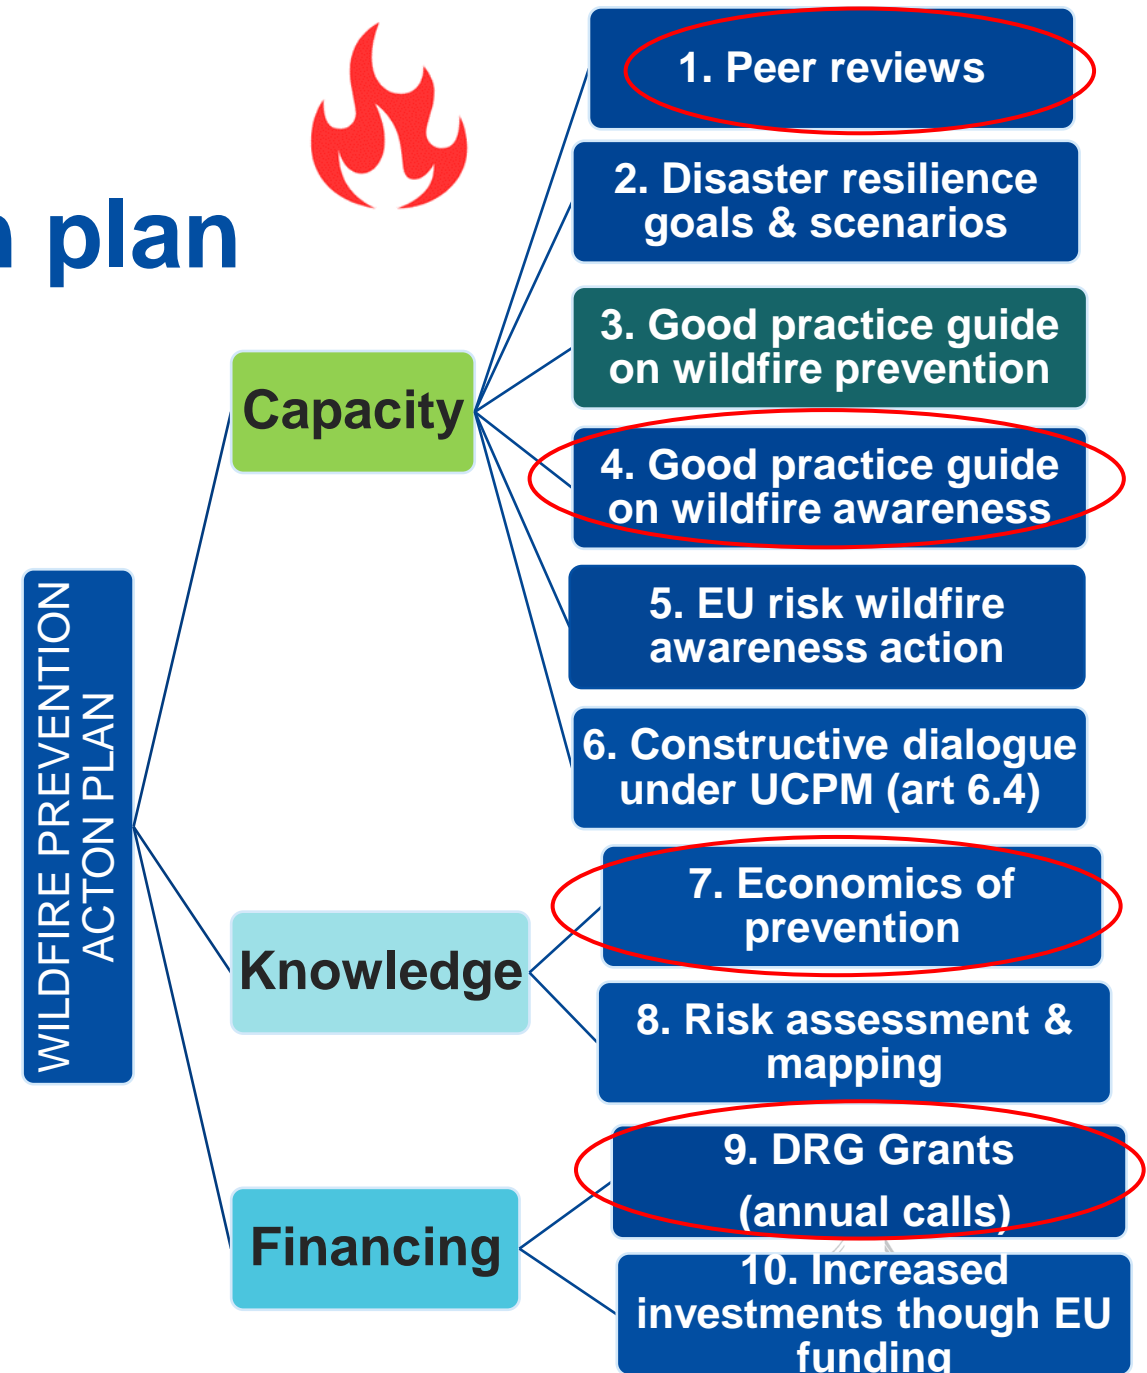 n plan
WILDFIRE PREVENTION
ACTON PLAN
Capacity
1. Peer reviews
2. Disaster resilience
goals & scenarios
3. Good practice guide
on wildfire prevention
4. Good practice guide
on wildfire awareness
5. EU risk wildfire
awareness action
6. Constructive dialogue
under UCPM (art 6.4)
Knowledge
7. Economics of
prevention
8. Risk assessment &
mapping
Financing
9. DRG Grants
(annual calls)
10. Increased
investments though EU
funding